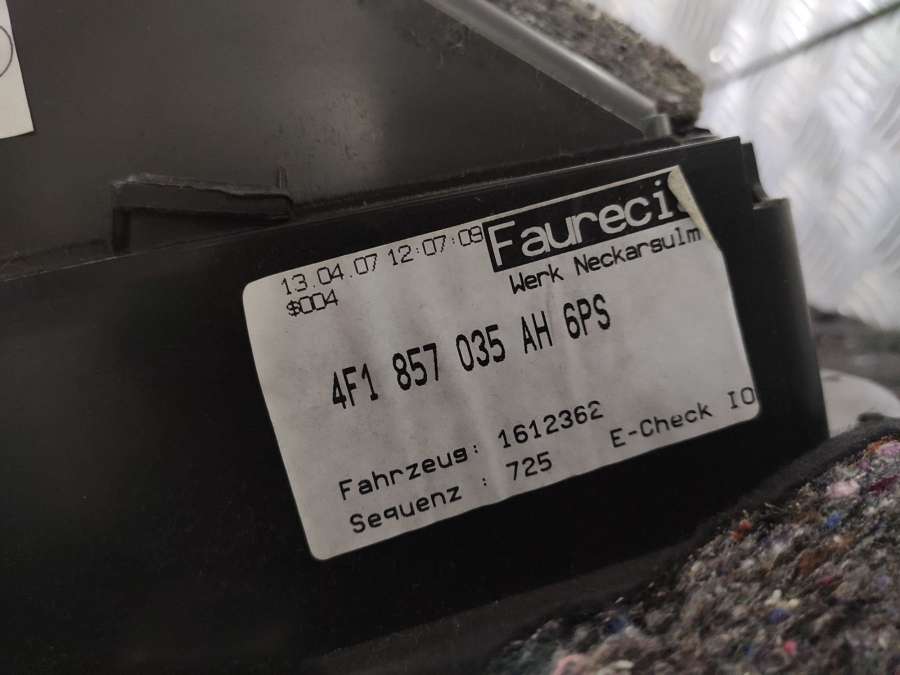 13.04.07 12:07:09 Faureci
$004 Werk Neckarsulm
4F1 857 035 AH 6PS
Fahrzeug: 1612362
Sequenz : 725 E-Check IO